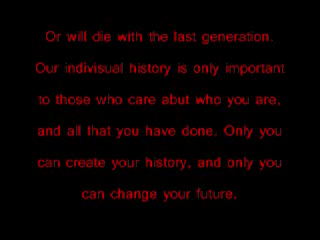 Or will die with the last generation.
Our indivisual history is only important
to those who care abut who you are,
and all that you have done. Only you
can create your history, and only you
can change your future.